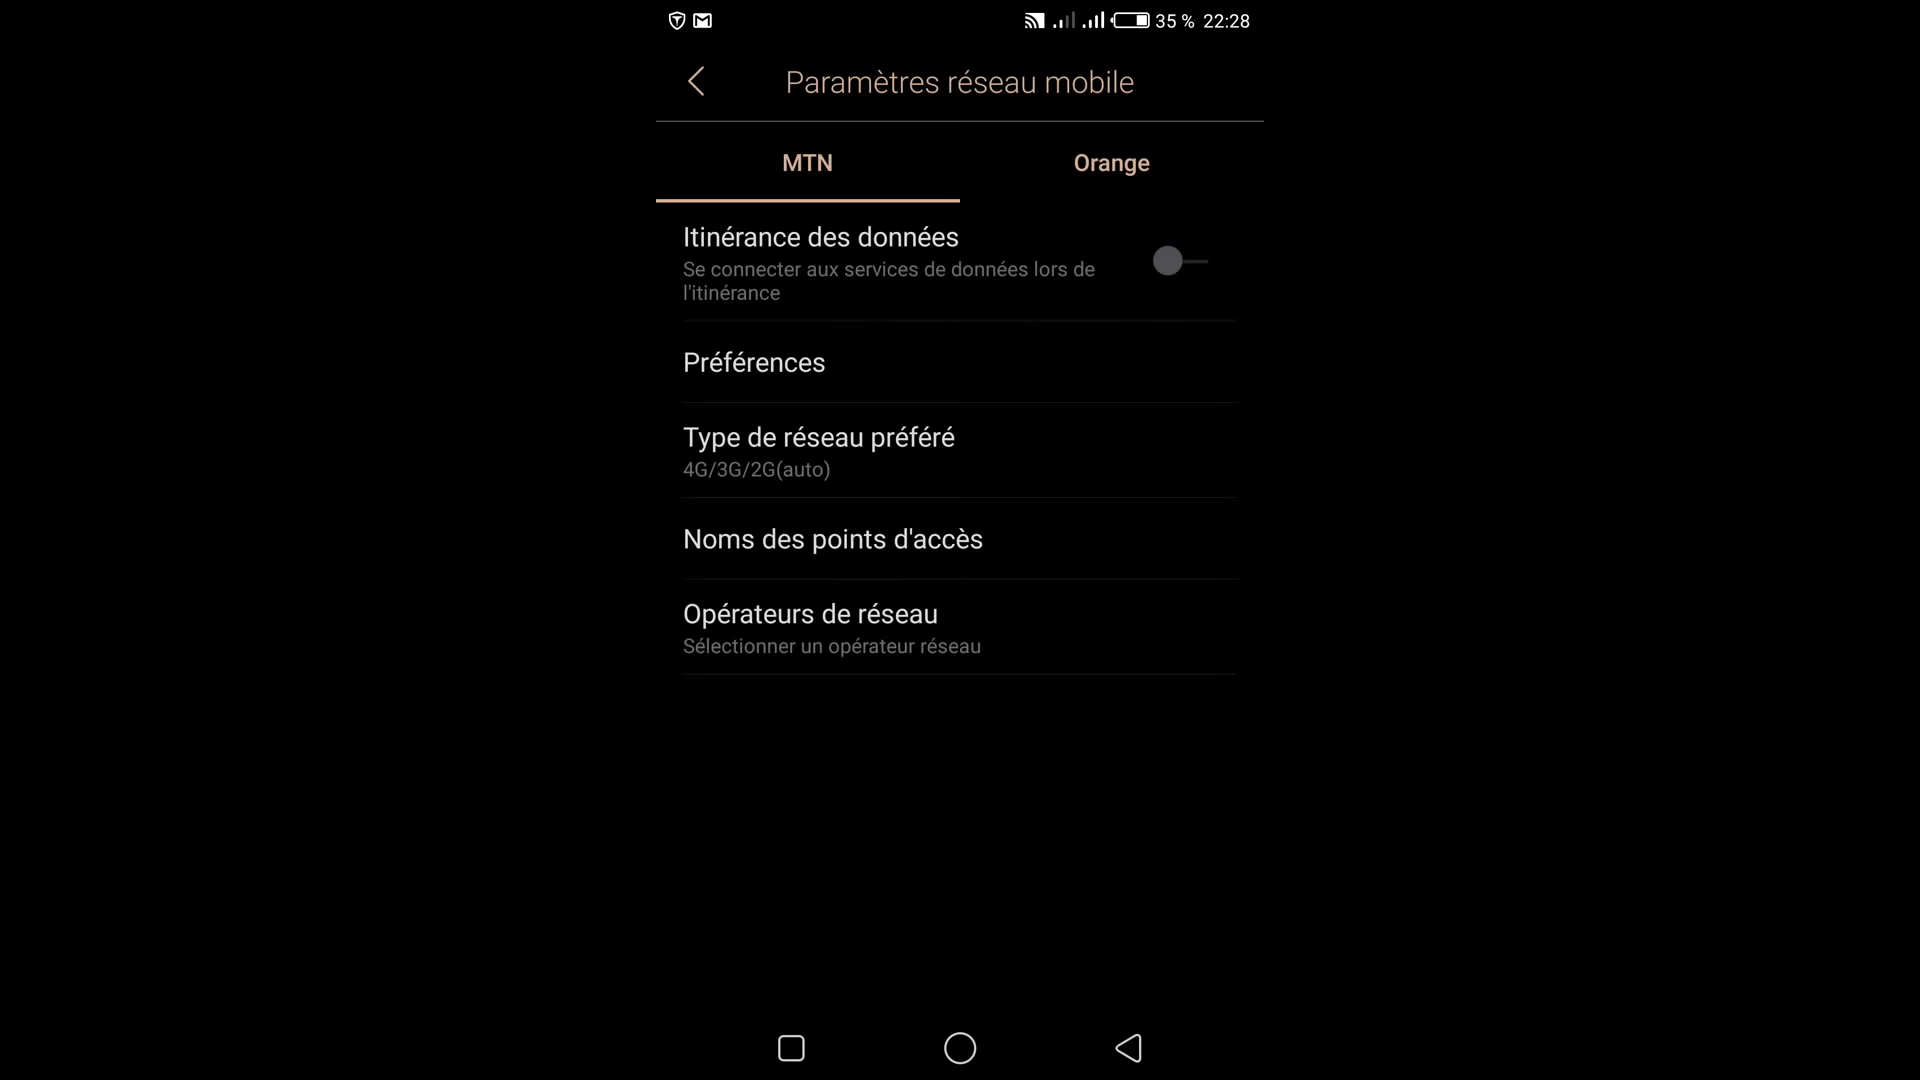 35 % 22:28
Paramètres réseau mobile
MTN
Orange
Itinérance des données
Se connecter aux services de données lors de
l'itinérance
Préférences
Type de réseau préféré
4G/3G/2G(auto)
Noms des points d'accès
Opérateurs de réseau
Sélectionner un opérateur réseau